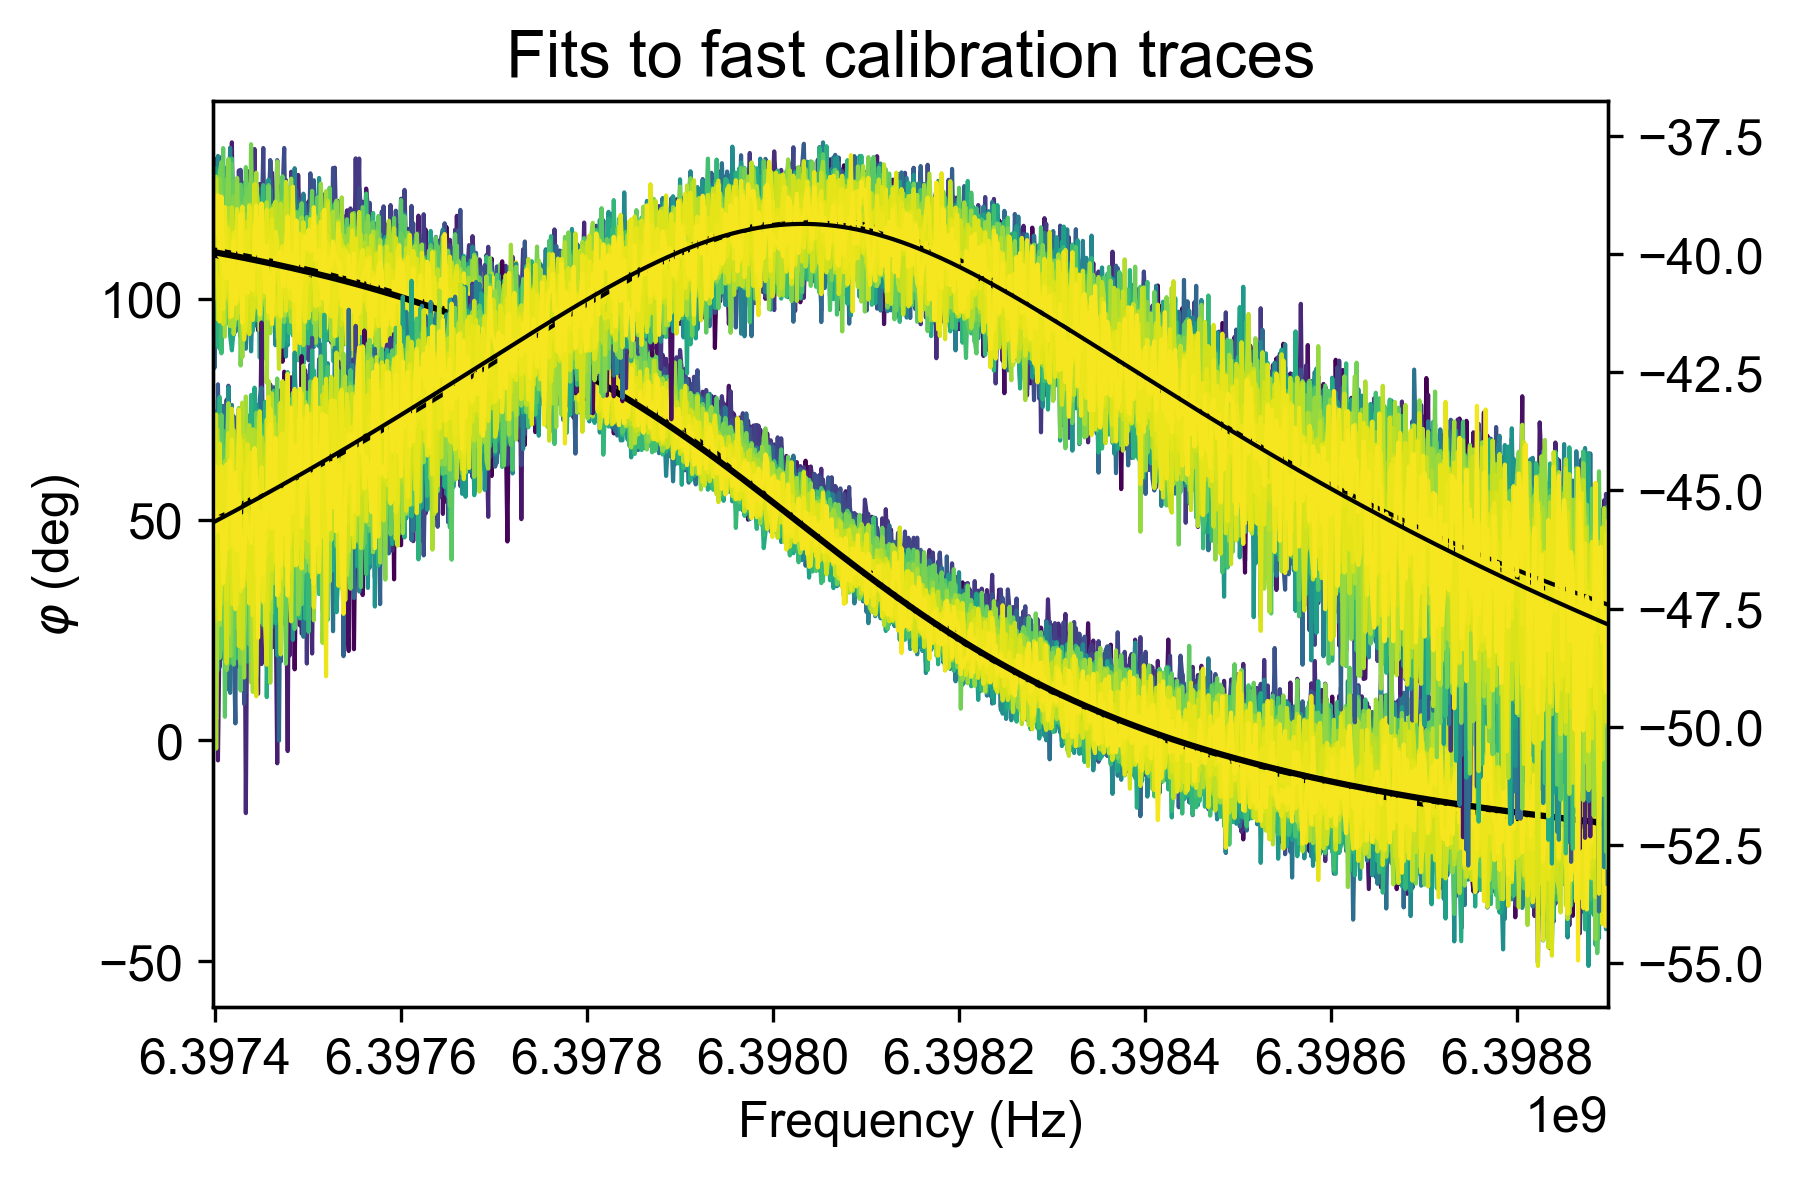 Fits to fast calibration traces
φ (deg)
100
50
0
−50
−37.5
−40.0
−42.5
−45.0
−47.5
−50.0
−52.5
−55.0
6.3974 6.3976 6.3978 6.3980 6.3982 6.3984 6.3986 6.3988
1e9
Frequency (Hz)